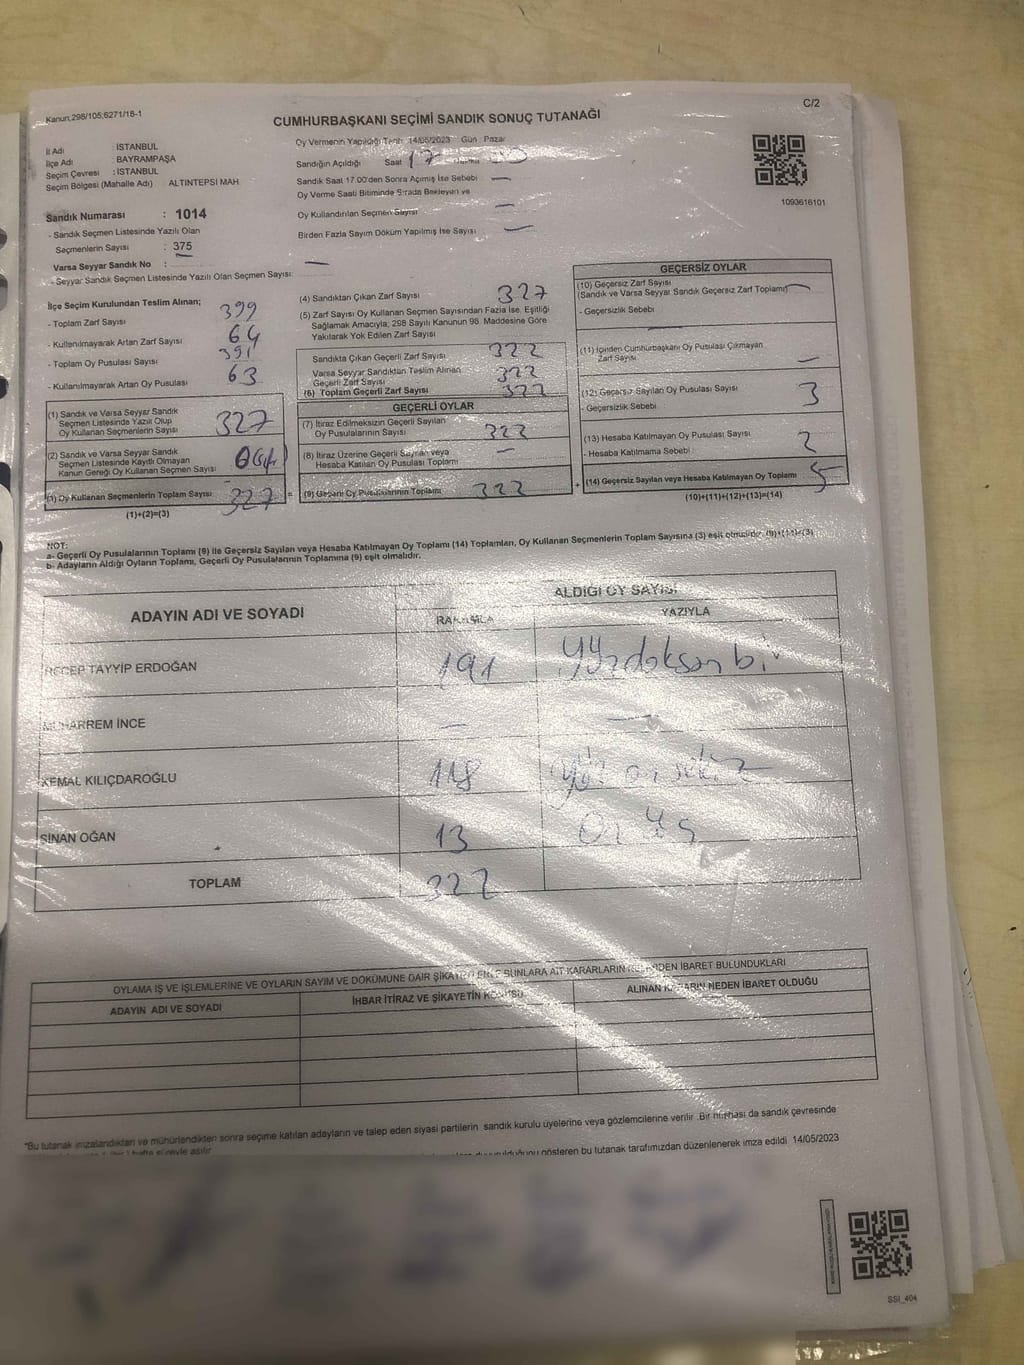 Kanun;298/105;6271/18-1
C/2
CUMHURBAŞKANI SEÇİMİ SANDIK SONUÇ TUTANAĞI
İl Adı : İSTANBUL
İlçe Adı : BAYRAMPAŞA
Seçim Çevresi : İSTANBUL
Seçim Bölgesi (Mahalle Adı) ALTINTEPSİ MAH
Sandık Numarası : 1014
- Sandık Seçmen Listesinde Yazılı Olan
Seçmenlerin Sayısı : 375
Varsa Seyyar Sandık No : —
- Seyyar Sandık Seçmen Listesinde Yazılı Olan Seçmen Sayısı:
Oy Vermenin Yapıldığı Tarih 14/05/2023 Gün Pazar
Sandığın Açıldığı Saat 17
Sandık Saat 17.00'den Sonra Açılmış İse Sebebi —
Oy Verme Saati Bitiminde Sırada Bekleyen ve
Oy Kullandırılan Seçmen Sayısı —
Birden Fazla Sayım Döküm Yapılmış İse Sayısı —
1093616101
İlçe Seçim Kurulundan Teslim Alınan;
- Toplam Zarf Sayısı 399
- Kullanılmayarak Artan Zarf Sayısı 64
- Toplam Oy Pusulası Sayısı 391
- Kullanılmayarak Artan Oy Pusulası 63
(1) Sandık ve Varsa Seyyar Sandık
Seçmen Listesinde Yazılı Olup
Oy Kullanan Seçmenlerin Sayısı 327
(2) Sandık ve Varsa Seyyar Sandık
Seçmen Listesinde Kayıtlı Olmayan
Kanun Gereği Oy Kullanan Seçmen Sayısı
(3) Oy Kullanan Seçmenlerin Toplam Sayısı 327 =
(1)+(2)=(3)
(4) Sandıktan Çıkan Zarf Sayısı 327
(5) Zarf Sayısı Oy Kullanan Seçmen Sayısından Fazla İse, Eşitliği
Sağlamak Amacıyla; 298 Sayılı Kanunun 98. Maddesine Göre
Yakılarak Yok Edilen Zarf Sayısı
Sandıkta Çıkan Geçerli Zarf Sayısı 322
Varsa Seyyar Sandıktan Teslim Alınan
Geçerli Zarf Sayısı 322
(6) Toplam Geçerli Zarf Sayısı 322
GEÇERLİ OYLAR
(7) İtiraz Edilmeksizin Geçerli Sayılan
Oy Pusulalarının Sayısı 322
(8) İtiraz Üzerine Geçerli Sayılan veya
Hesaba Katılan Oy Pusulası Toplamı —
(9) Geçerli Oy Pusulalarının Toplamı 322 +
GEÇERSİZ OYLAR
(10) Geçersiz Zarf Sayısı
(Sandık ve Varsa Seyyar Sandık Geçersiz Zarf Toplamı) —
- Geçersizlik Sebebi
(11) İçinden Cumhurbaşkanı Oy Pusulası Çıkmayan
Zarf Sayısı —
(12) Geçersiz Sayılan Oy Pusulası Sayısı 3
- Geçersizlik Sebebi
(13) Hesaba Katılmayan Oy Pusulası Sayısı 2
- Hesaba Katılmama Sebebi
(14) Geçersiz Sayılan veya Hesaba Katılmayan Oy Toplamı 5
(10)+(11)+(12)+(13)=(14)
NOT:
a- Geçerli Oy Pusulalarının Toplamı (9) ile Geçersiz Sayılan veya Hesaba Katılmayan Oy Toplamı (14) Toplamları, Oy Kullanan Seçmenlerin Toplam Sayısına (3) eşit olmalıdır. (9)+(14)=(3)
b- Adayların Aldığı Oyların Toplamı, Geçerli Oy Pusulalarının Toplamına (9) eşit olmalıdır.
ADAYIN ADI VE SOYADI
ALDIĞI OY SAYISI
RAKAMLA
YAZIYLA
RECEP TAYYİP ERDOĞAN 191 yüzdoksan bir
MUHARREM İNCE — —
KEMAL KILIÇDAROĞLU 118 yüz on sekiz
SİNAN OĞAN 13 on üç
TOPLAM 322
OYLAMA İŞ VE İŞLEMLERİNE VE OYLARIN SAYIM VE DÖKÜMÜNE DAİR ŞİKAYETLERLE BUNLARA AİT KARARLARIN NELERDEN İBARET BULUNDUKLARI
ADAYIN ADI VE SOYADI
İHBAR İTİRAZ VE ŞİKAYETİN KONUSU
ALINAN KARARIN NEDEN İBARET OLDUĞU
"Bu tutanak imzalandıktan ve mühürlendikten sonra seçime katılan adayların ve talep eden siyasi partilerin sandık kurulu üyelerine veya gözlemcilerine verilir. Bir nüshası da sandık çevresinde
hafta süreyle asılır
duyurulduğunu gösteren bu tutanak tarafımızdan düzenlenerek imza edildi 14/05/2023
SSI_404